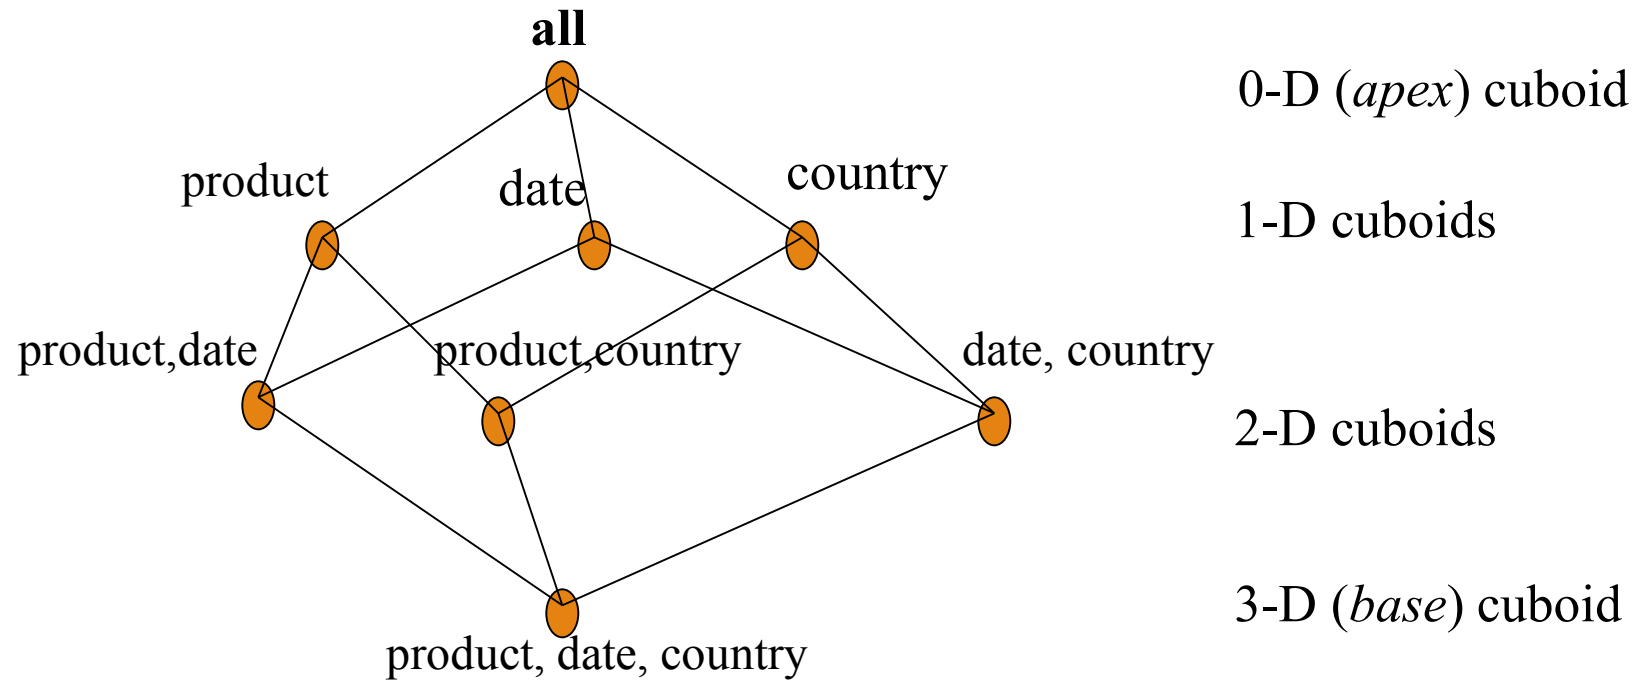 all
0-D (apex) cuboid
product
date
country
1-D cuboids
product,date
product,country
date, country
2-D cuboids
3-D (base) cuboid
product, date, country